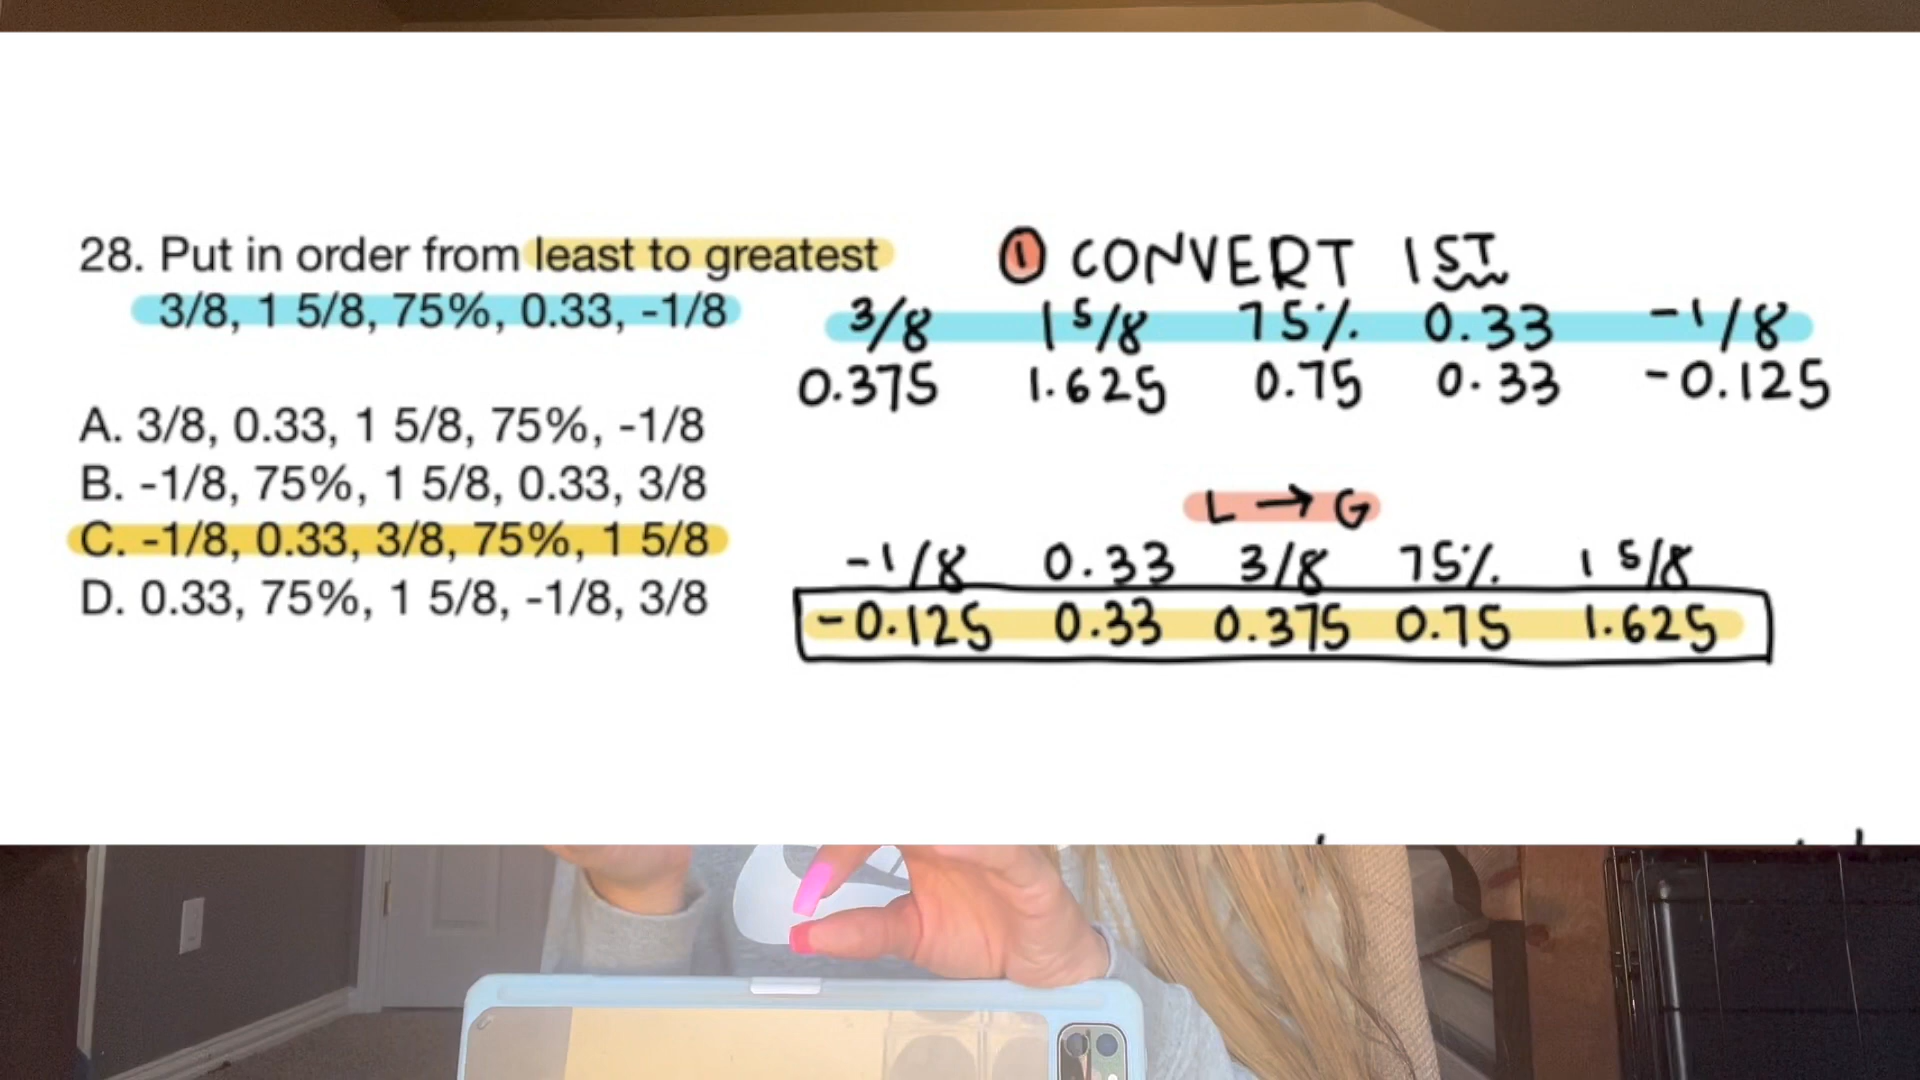 28. Put in order from least to greatest
3/8, 1 5/8, 75%, 0.33, -1/8
A. 3/8, 0.33, 1 5/8, 75%, -1/8
B. -1/8, 75%, 1 5/8, 0.33, 3/8
C. -1/8, 0.33, 3/8, 75%, 1 5/8
D. 0.33, 75%, 1 5/8, -1/8, 3/8
1 CONVERT 1ST
3/8 1 5/8 75% 0.33 -1/8
0.375 1.625 0.75 0.33 -0.125
L → G
-1/8 0.33 3/8 75% 1 5/8
-0.125 0.33 0.375 0.75 1.625